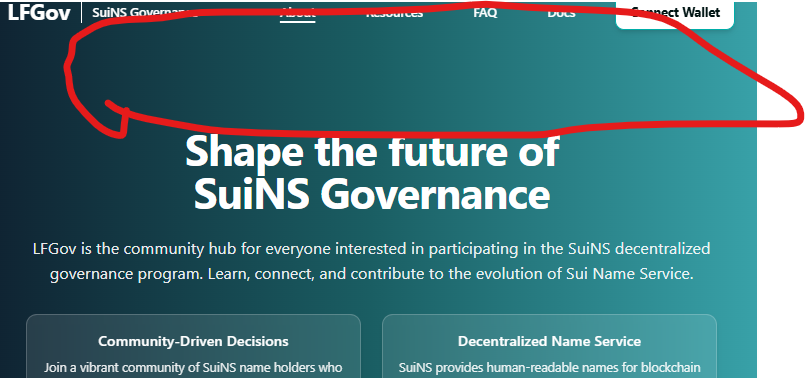 LFGov SuiNS Governance About Resources FAQ Docs Connect Wallet
Shape the future of
SuiNS Governance
LFGov is the community hub for everyone interested in participating in the SuiNS decentralized
governance program. Learn, connect, and contribute to the evolution of Sui Name Service.
Community-Driven Decisions
Join a vibrant community of SuiNS name holders who
Decentralized Name Service
SuiNS provides human-readable names for blockchain